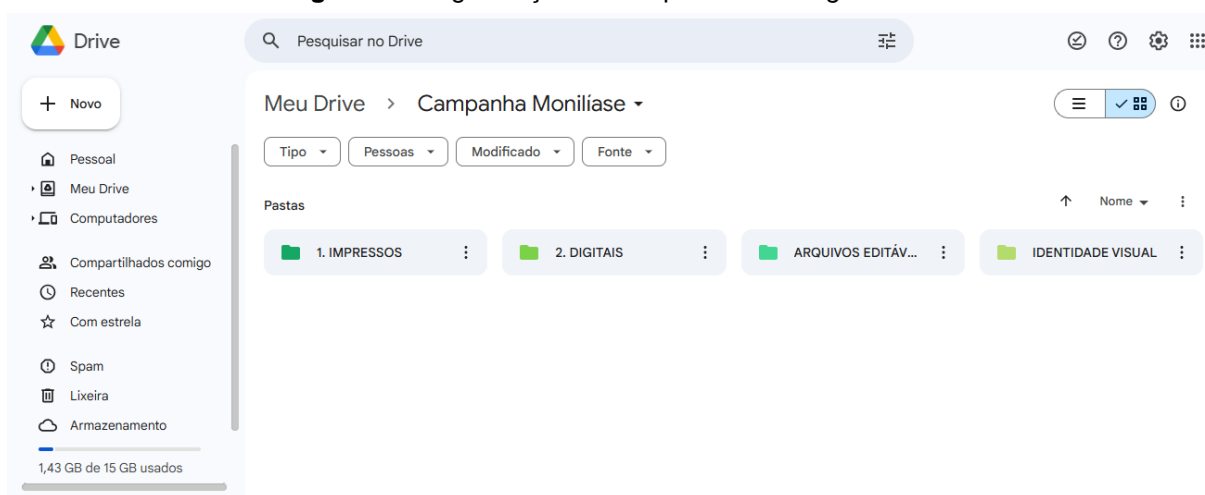 Drive
Pesquisar no Drive
Novo
Meu Drive > Campanha Monilíase
Pessoal
Meu Drive
Computadores
Compartilhados comigo
Recentes
Com estrela
Spam
Lixeira
Armazenamento
1,43 GB de 15 GB usados
Tipo
Pessoas
Modificado
Fonte
Pastas
Nome
1. IMPRESSOS
2. DIGITAIS
ARQUIVOS EDITÁV...
IDENTIDADE VISUAL